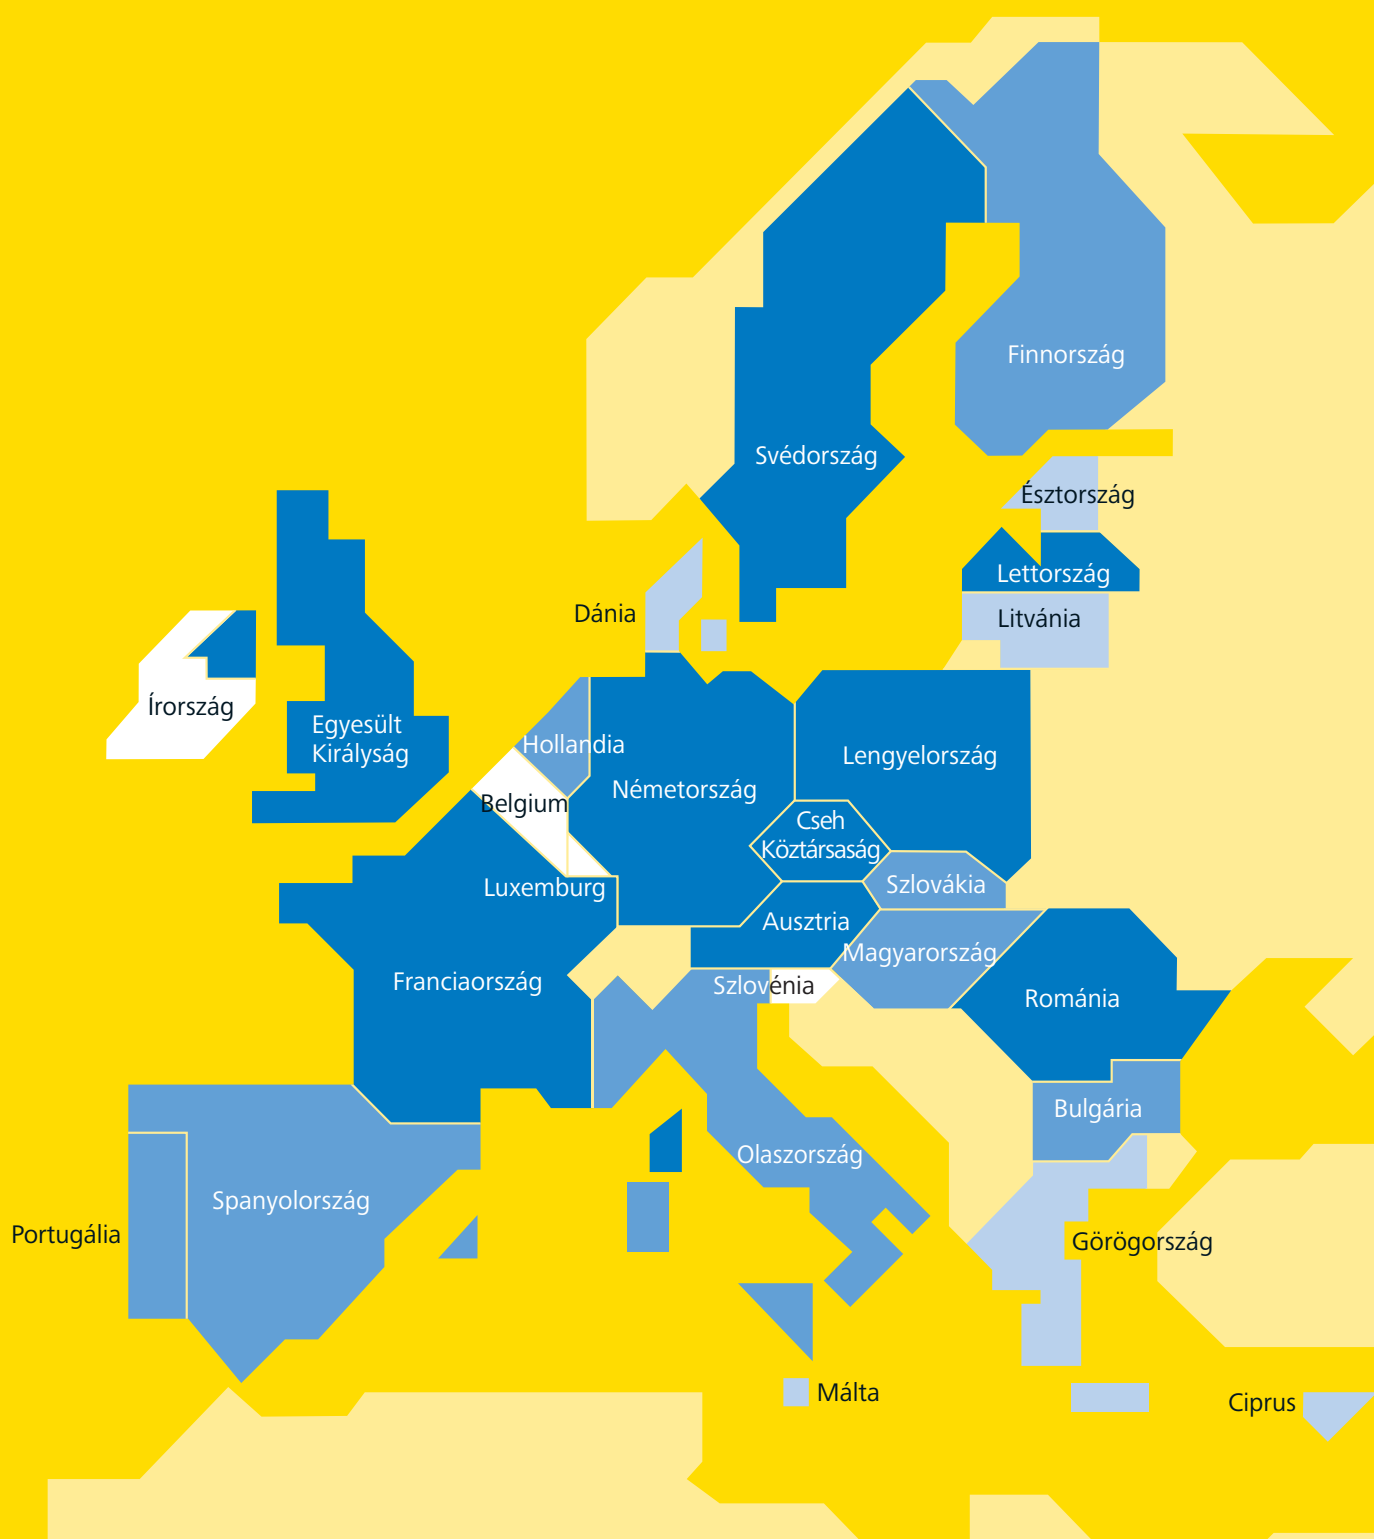 Finnország
Svédország
Észtország
Lettország
Dánia
Litvánia
Írország
Egyesült
Királyság
Hollandia
Lengyelország
Németország
Belgium
Cseh
Köztársaság
Luxemburg
Szlovákia
Ausztria
Magyarország
Franciaország
Szlovénia
Románia
Bulgária
Olaszország
Spanyolország
Portugália
Görögország
Málta
Ciprus